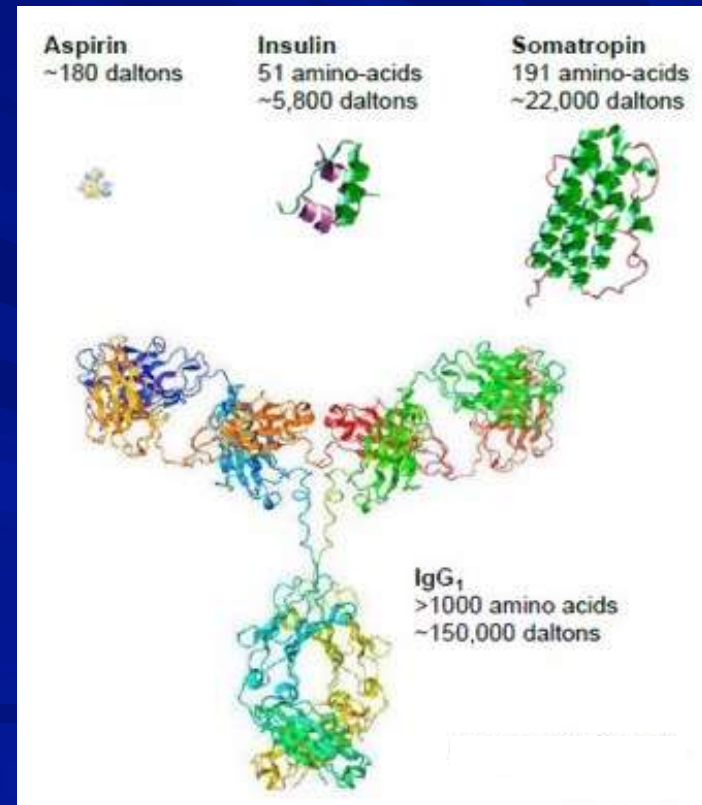 Aspirin
~180 daltons
Insulin
51 amino-acids
~5,800 daltons
Somatropin
191 amino-acids
~22,000 daltons
IgG₁
>1000 amino acids
~150,000 daltons